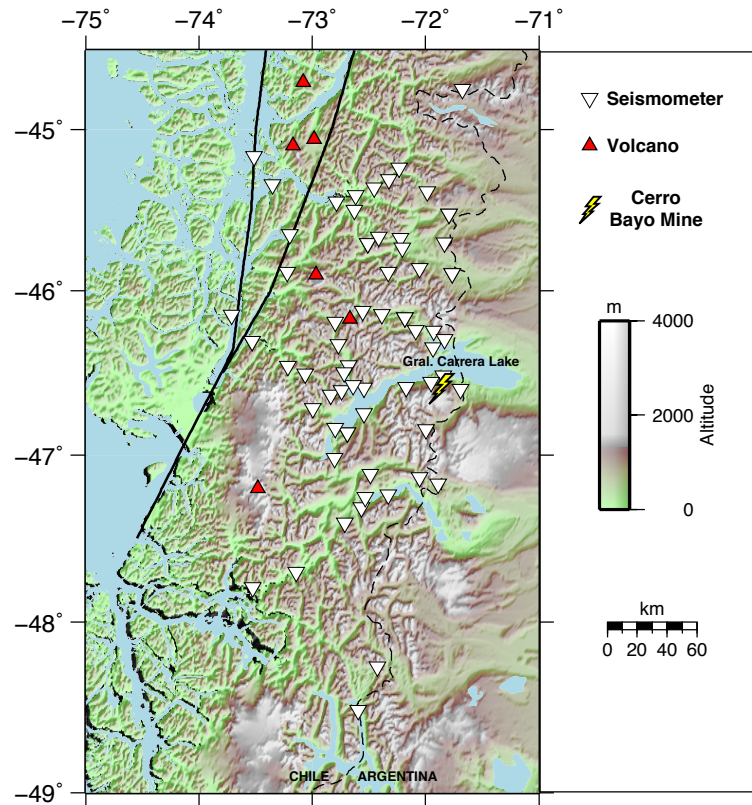 −75° −74° −73° −72° −71°
−45°
−46°
−47°
−48°
−49°
Gral. Carrera Lake
CHILE ARGENTINA
Seismometer
Volcano
Cerro
Bayo Mine
m
4000
2000
0
Altitude
km
0 20 40 60